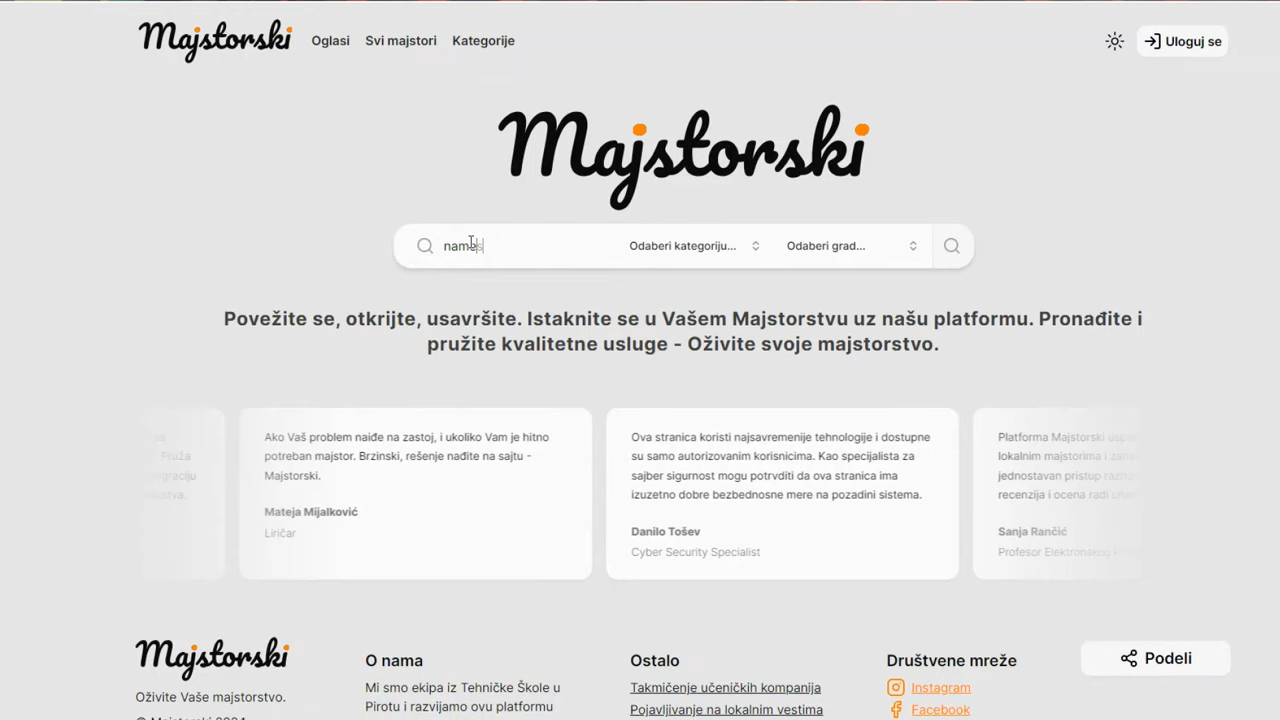 Majstorski
Oglasi
Svi majstori
Kategorije
Uloguj se
Majstorski
Odaberi kategoriju...
Odaberi grad...
Povežite se, otkrijte, usavršite. Istaknite se u Vašem Majstorstvu uz našu platformu. Pronađite i
pružite kvalitetne usluge - Oživite svoje majstorstvo.
Ako Vaš problem naiđe na zastoj, i ukoliko Vam je hitno
potreban majstor. Brzinski, rešenje nađite na sajtu -
Majstorski.
Mateja Mijalković
Liričar
Ova stranica koristi najsavremenije tehnologije i dostupne
su samo autorizovanim korisnicima. Kao specijalista za
sajber sigurnost mogu potvrditi da ova stranica ima
izuzetno dobre bezbednosne mere na pozadini sistema.
Danilo Tošev
Cyber Security Specialist
Platforma Majstorski
lokalnim majstorima i
jednostavan pristup
recenzija i ocena radi
Sanja Rančić
Profesor Elektronskog
Majstorski
Oživite Vaše majstorstvo.
O nama
Mi smo ekipa iz Tehničke Škole u
Pirotu i razvijamo ovu platformu
Ostalo
Takmičenje učeničkih kompanija
Pojavljivanje na lokalnim vestima
Društvene mreže
Instagram
Facebook
Podeli